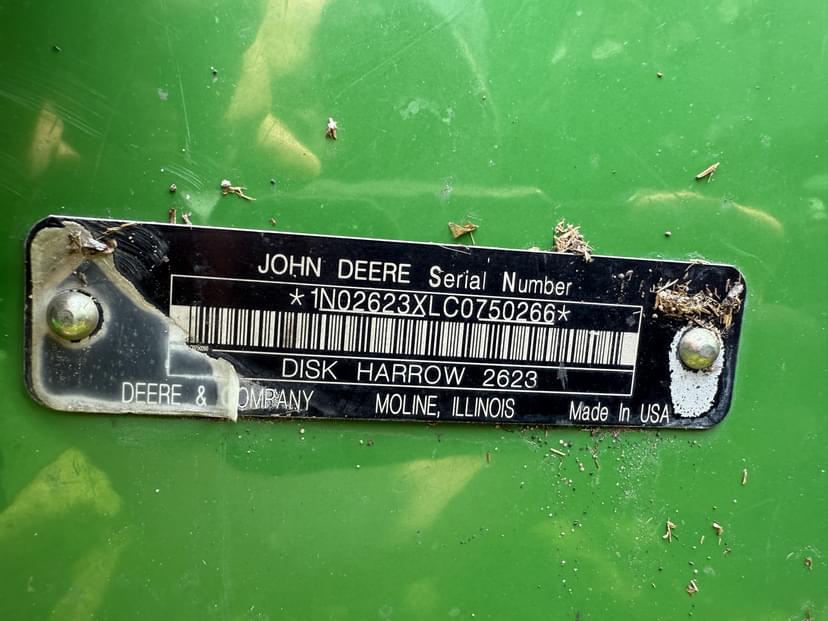 JOHN DEERE Serial Number
*1N02623XLC0750266*
DISK HARROW 2623
DEERE & COMPANY MOLINE, ILLINOIS Made In USA